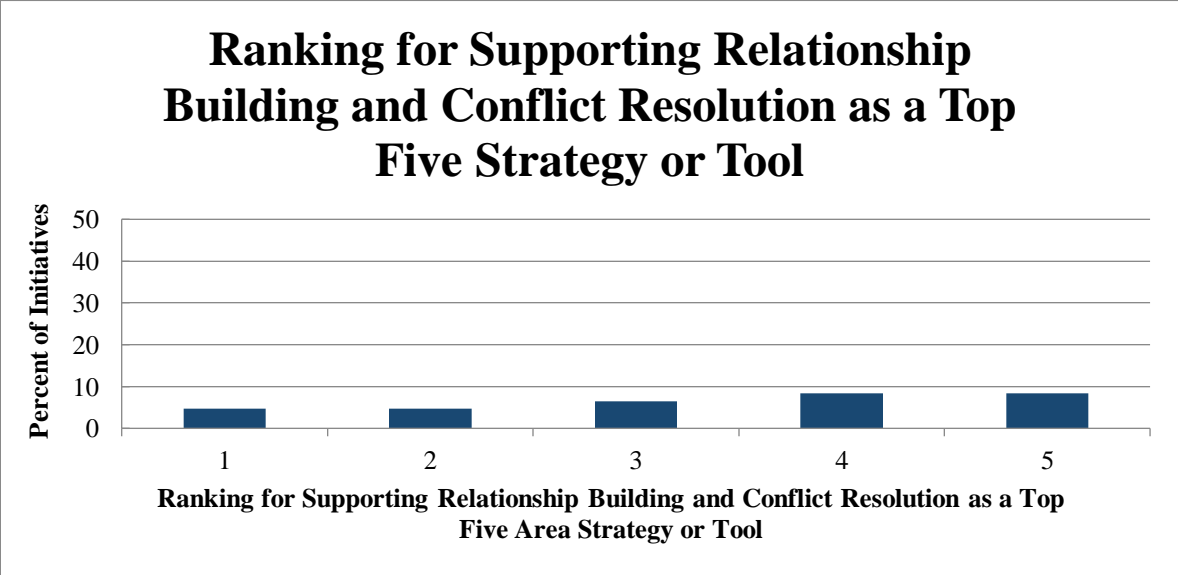 Ranking for Supporting Relationship
Building and Conflict Resolution as a Top
Five Strategy or Tool
Percent of Initiatives
50
40
30
20
10
0
1 2 3 4 5
Ranking for Supporting Relationship Building and Conflict Resolution as a Top
Five Area Strategy or Tool